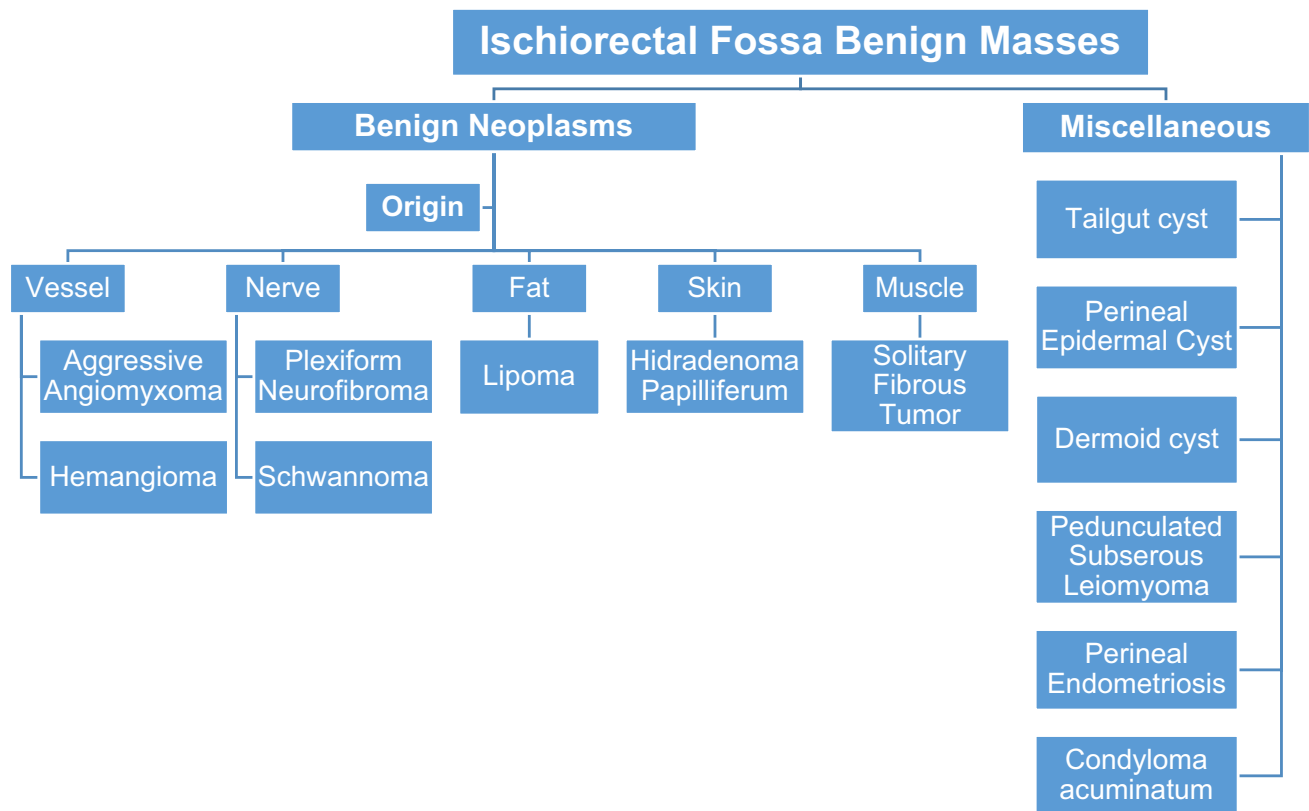 Ischiorectal Fossa Benign Masses
Benign Neoplasms
Miscellaneous
Origin
Vessel
Nerve
Fat
Skin
Muscle
Aggressive
Angiomyxoma
Hemangioma
Plexiform
Neurofibroma
Schwannoma
Lipoma
Hidradenoma
Papilliferum
Solitary
Fibrous
Tumor
Tailgut cyst
Perineal
Epidermal Cyst
Dermoid cyst
Pedunculated
Subserous
Leiomyoma
Perineal
Endometriosis
Condyloma
acuminatum